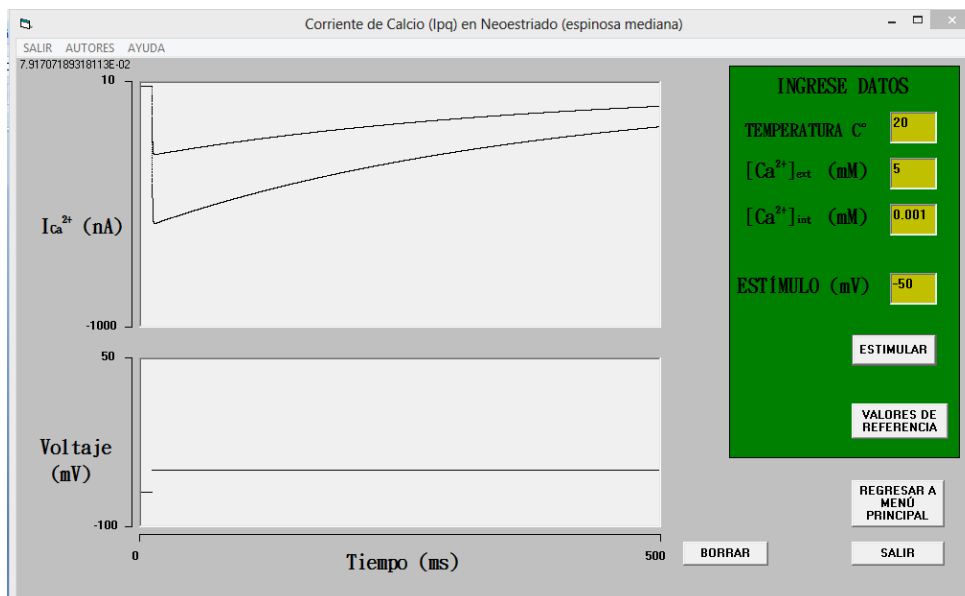 Corriente de Calcio (Ipq) en Neoestriado (espinosa mediana)
SALIR AUTORES AYUDA
7.91707189318113E-02
10
I Ca 2+ (nA)
-1000
50
Voltaje
(mV)
-100
0
Tiempo (ms)
500
INGRESE DATOS
TEMPERATURA C°
20
[Ca2+]ext (mM)
5
[Ca2+]int (mM)
0.001
ESTÍMULO (mV)
-50
ESTIMULAR
VALORES DE
REFERENCIA
REGRESAR A
MENÚ
PRINCIPAL
BORRAR
SALIR